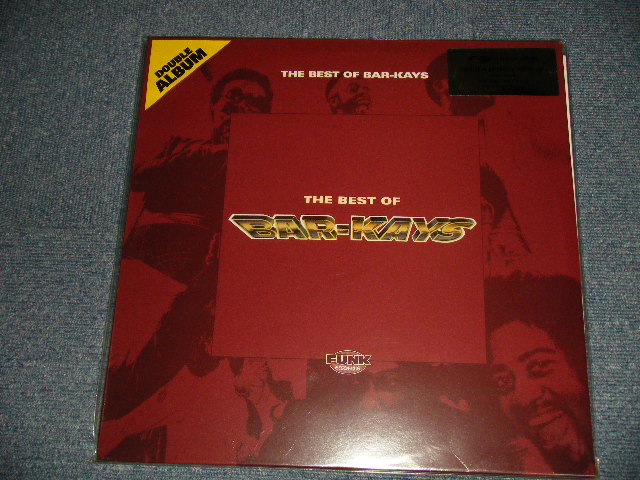 DOUBLE
ALBUM
THE BEST OF BAR-KAYS
THE BEST OF
BAR-KAYS
FUNK